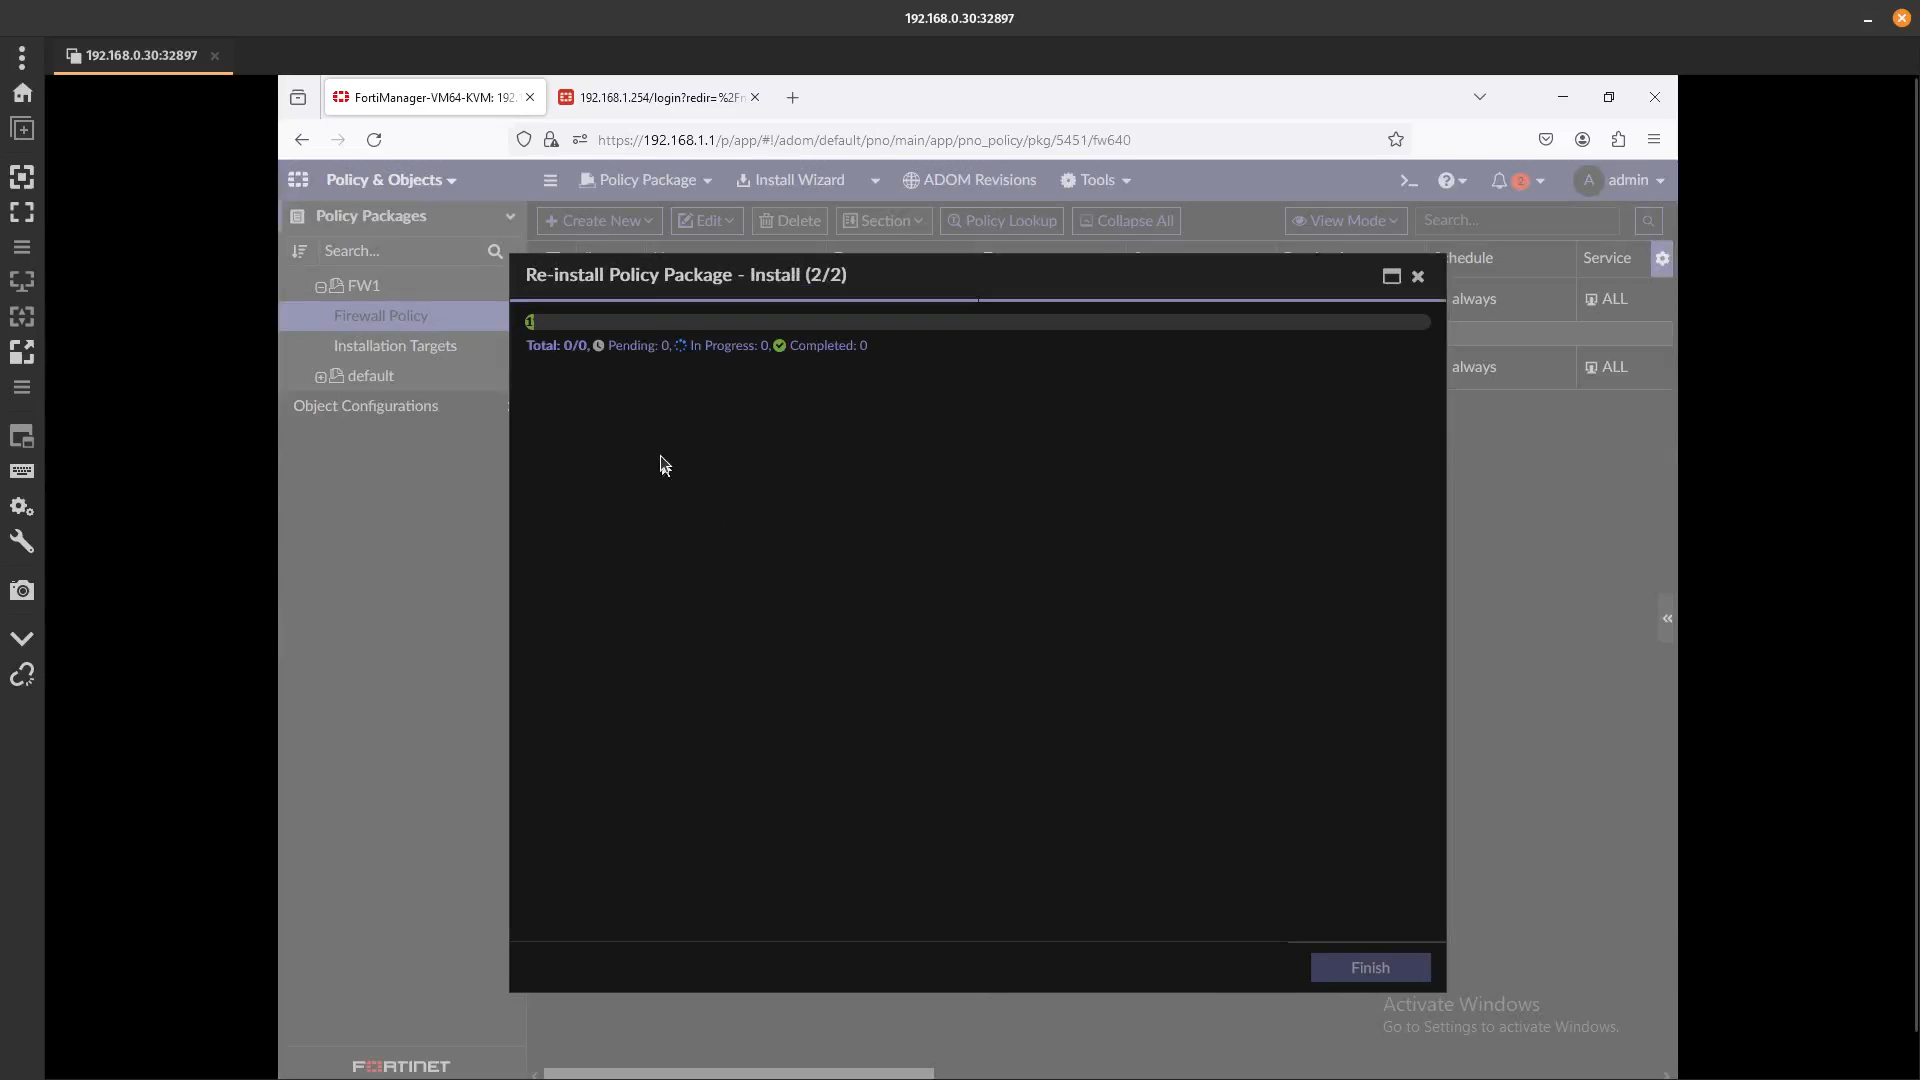 192.168.0.30:32897
192.168.0.30:32897
FortiManager-VM64-KVM: 192.1
192.168.1.254/login?redir=%2Fn
https://192.168.1.1/p/app/#!/adom/default/pno/main/app/pno_policy/pkg/5451/fw640
Policy & Objects
Policy Package
Install Wizard
ADOM Revisions
Tools
2
A
admin
Policy Packages
Create New
Edit
Delete
Section
Policy Lookup
Collapse All
View Mode
Search...
Search...
hedule
Service
FW1
Firewall Policy
Installation Targets
default
Object Configurations
Re-install Policy Package - Install (2/2)
Total: 0/0, Pending: 0, In Progress: 0, Completed: 0
always
ALL
always
ALL
Finish
Activate Windows
Go to Settings to activate Windows.
FORTINET